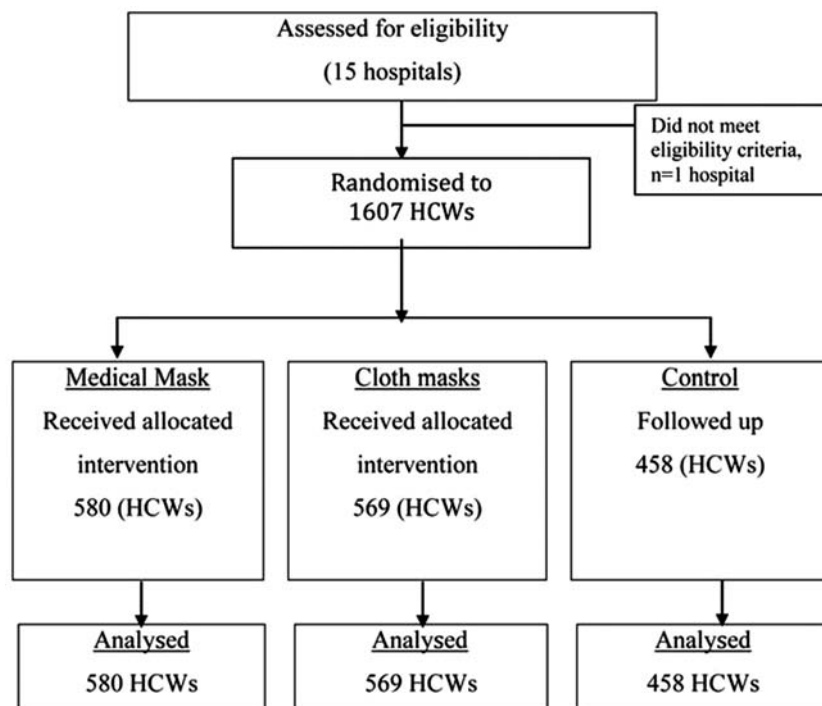 Assessed for eligibility
(15 hospitals)
Did not meet
eligibility criteria,
n=1 hospital
Randomised to
1607 HCWs
Medical Mask
Received allocated
intervention
580 (HCWs)
Cloth masks
Received allocated
intervention
569 (HCWs)
Control
Followed up
458 (HCWs)
Analysed
580 HCWs
Analysed
569 HCWs
Analysed
458 HCWs